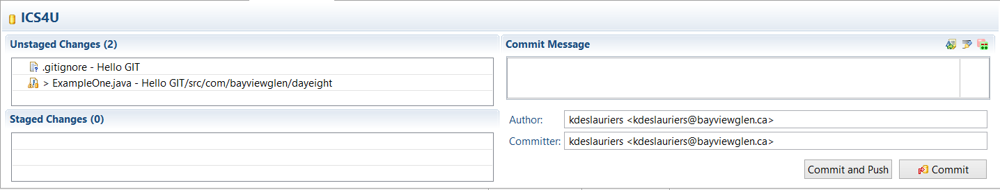 ICS4U
Unstaged Changes (2)
.gitignore - Hello GIT
> ExampleOne.java - Hello GIT/src/com/bayviewglen/dayeight
Staged Changes (0)
Commit Message
Author: kdeslauriers <kdeslauriers@bayviewglen.ca>
Committer: kdeslauriers <kdeslauriers@bayviewglen.ca>
Commit and Push Commit